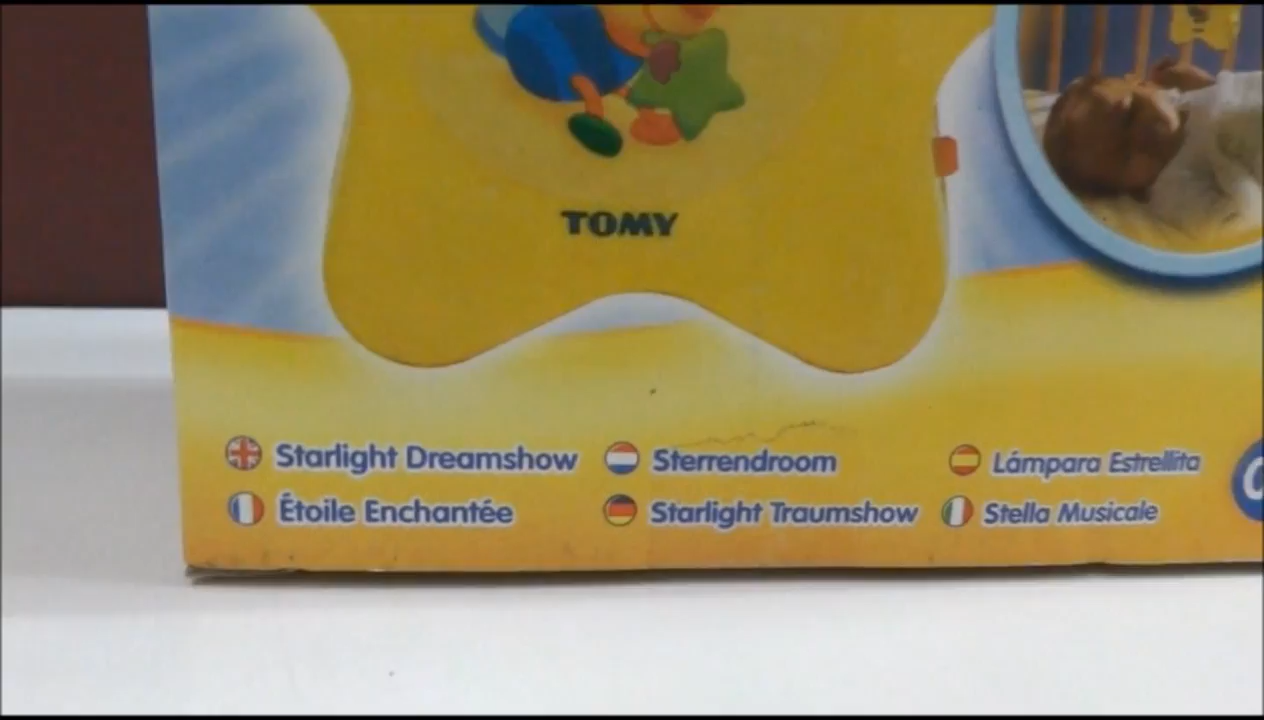 TOMY
Starlight Dreamshow
Sterrendroom
Lámpara Estrellita
Étoile Enchantée
Starlight Traumshow
Stella Musicale